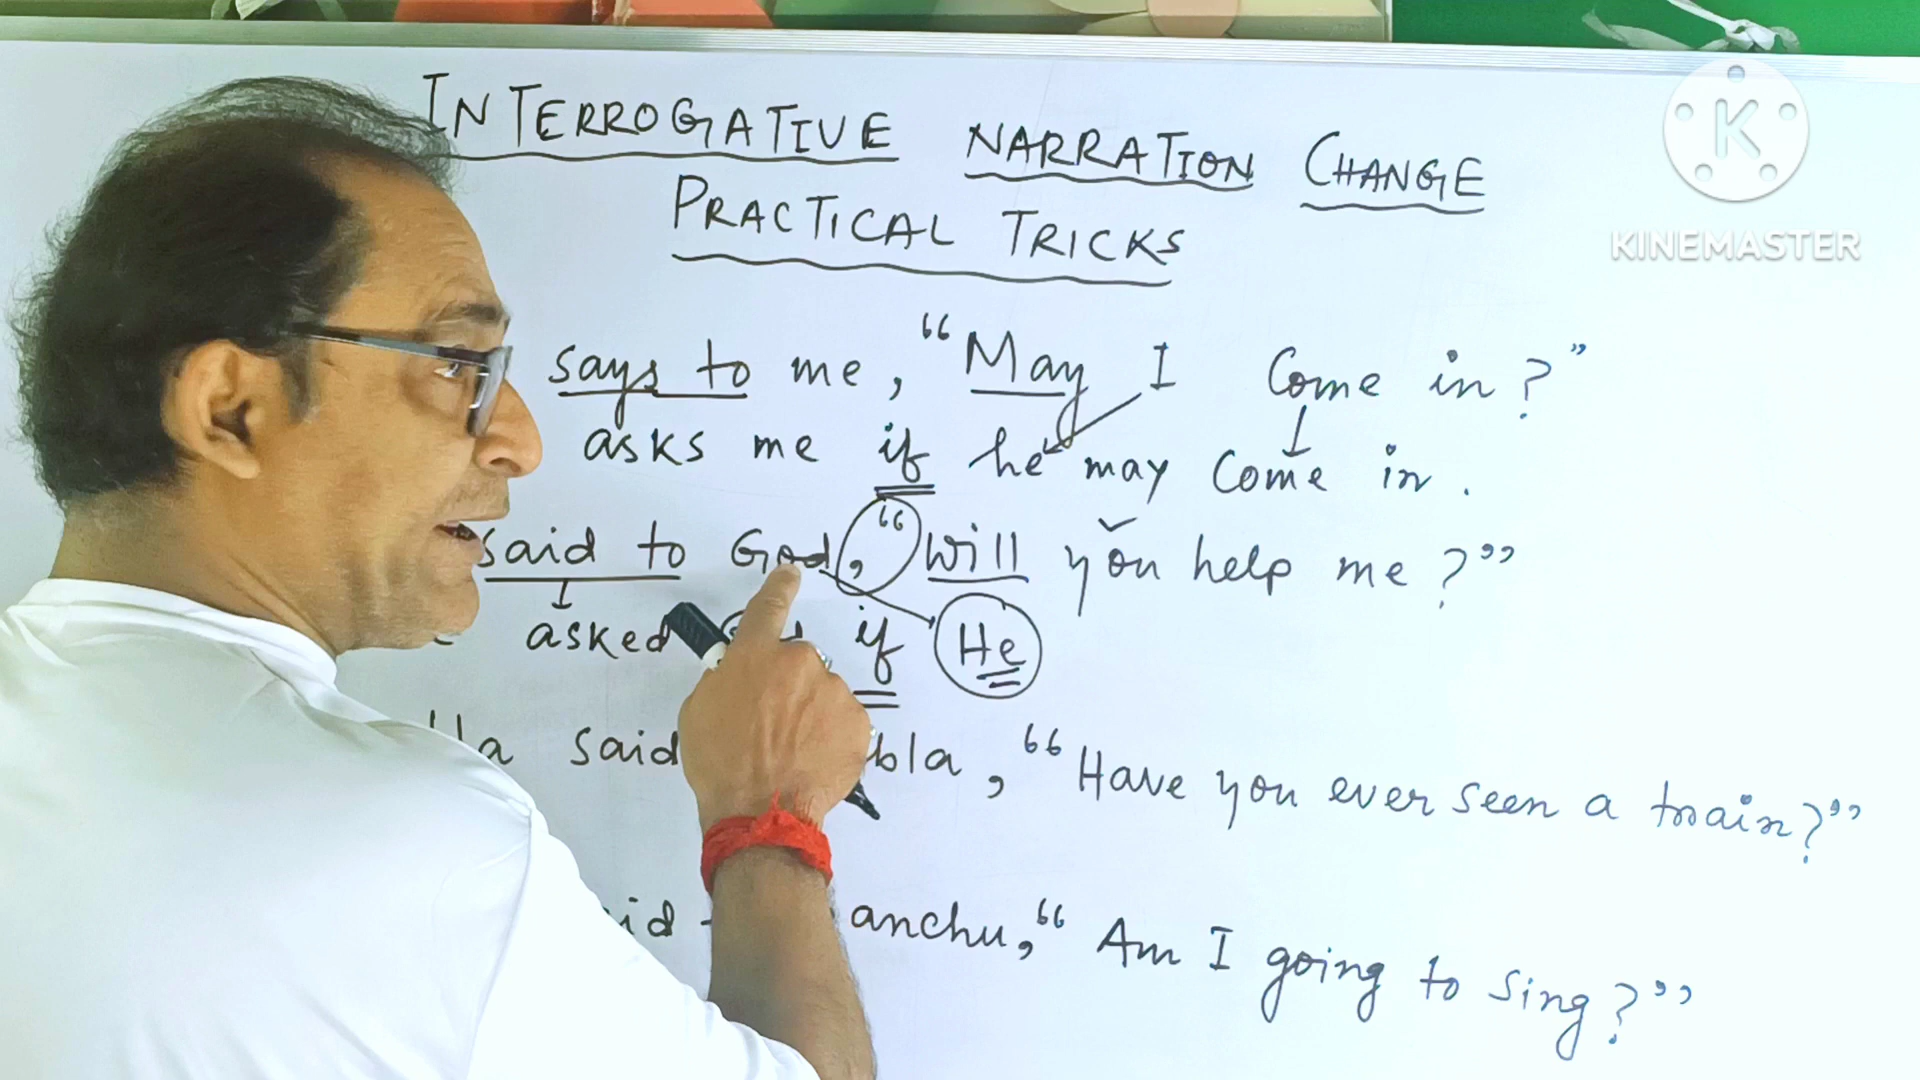 INTERROGATIVE NARRATION CHANGE
PRACTICAL TRICKS
K
KINEMASTER
says to me, "May I Come in?"
asks me if he may Come in.
said to God, "Will you help me?"
asked if He
said , "Have you ever seen a train?"
"Am I going to sing?"